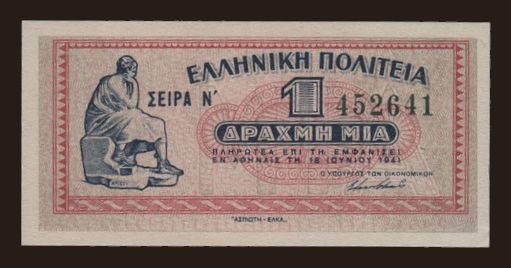 ΕΛΛΗΝΙΚΗ ΠΟΛΙΤΕΙΑ
ΣΕΙΡΑ Ν΄
1
452641
ΔΡΑΧΜΗ ΜΙΑ
ΠΛΗΡΩΤΕΑ ΕΠΙ ΤΗ ΕΜΦΑΝΙΣΕΙ
ΕΝ ΑΘΗΝΑΙΣ ΤΗ 18 ΙΟΥΝΙΟΥ 1941
Ο ΥΠΟΥΡΓΟΣ ΤΩΝ ΟΙΚΟΝΟΜΙΚΩΝ
"ΑΣΠΙΩΤΗ - ΕΛΚΑ„